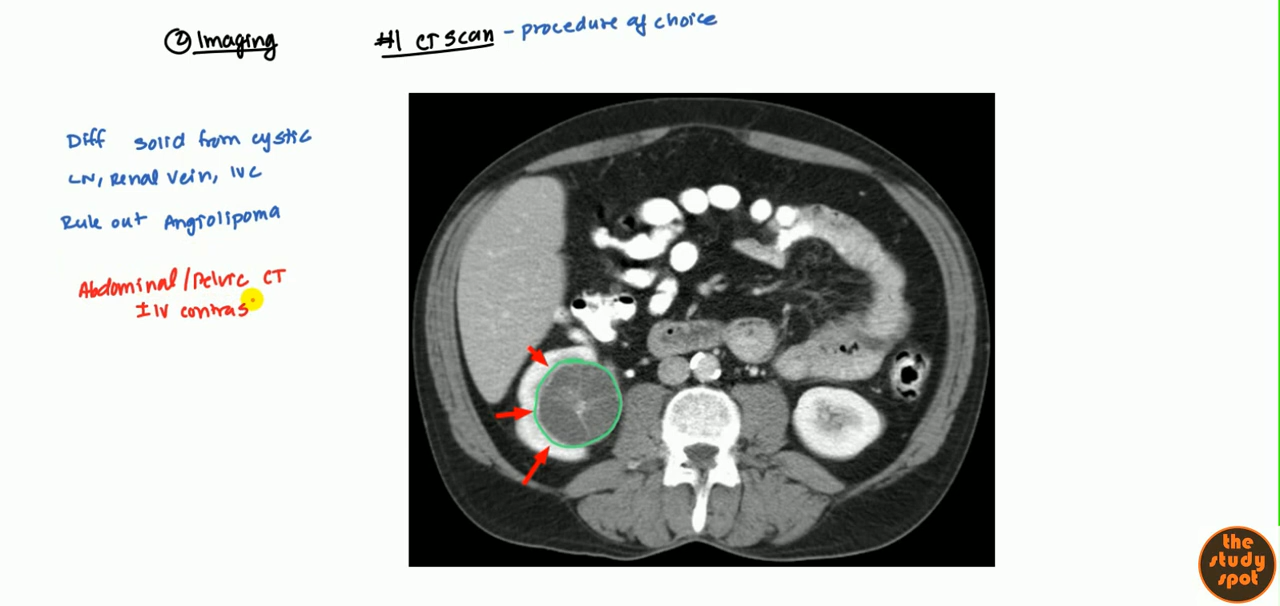 ② Imaging
#1 CT scan - procedure of choice
Diff solid from cystic
LN, Renal vein, IVC
Rule out Angiolipoma
Abdominal/Pelvic CT
± IV contras
the
study
spot